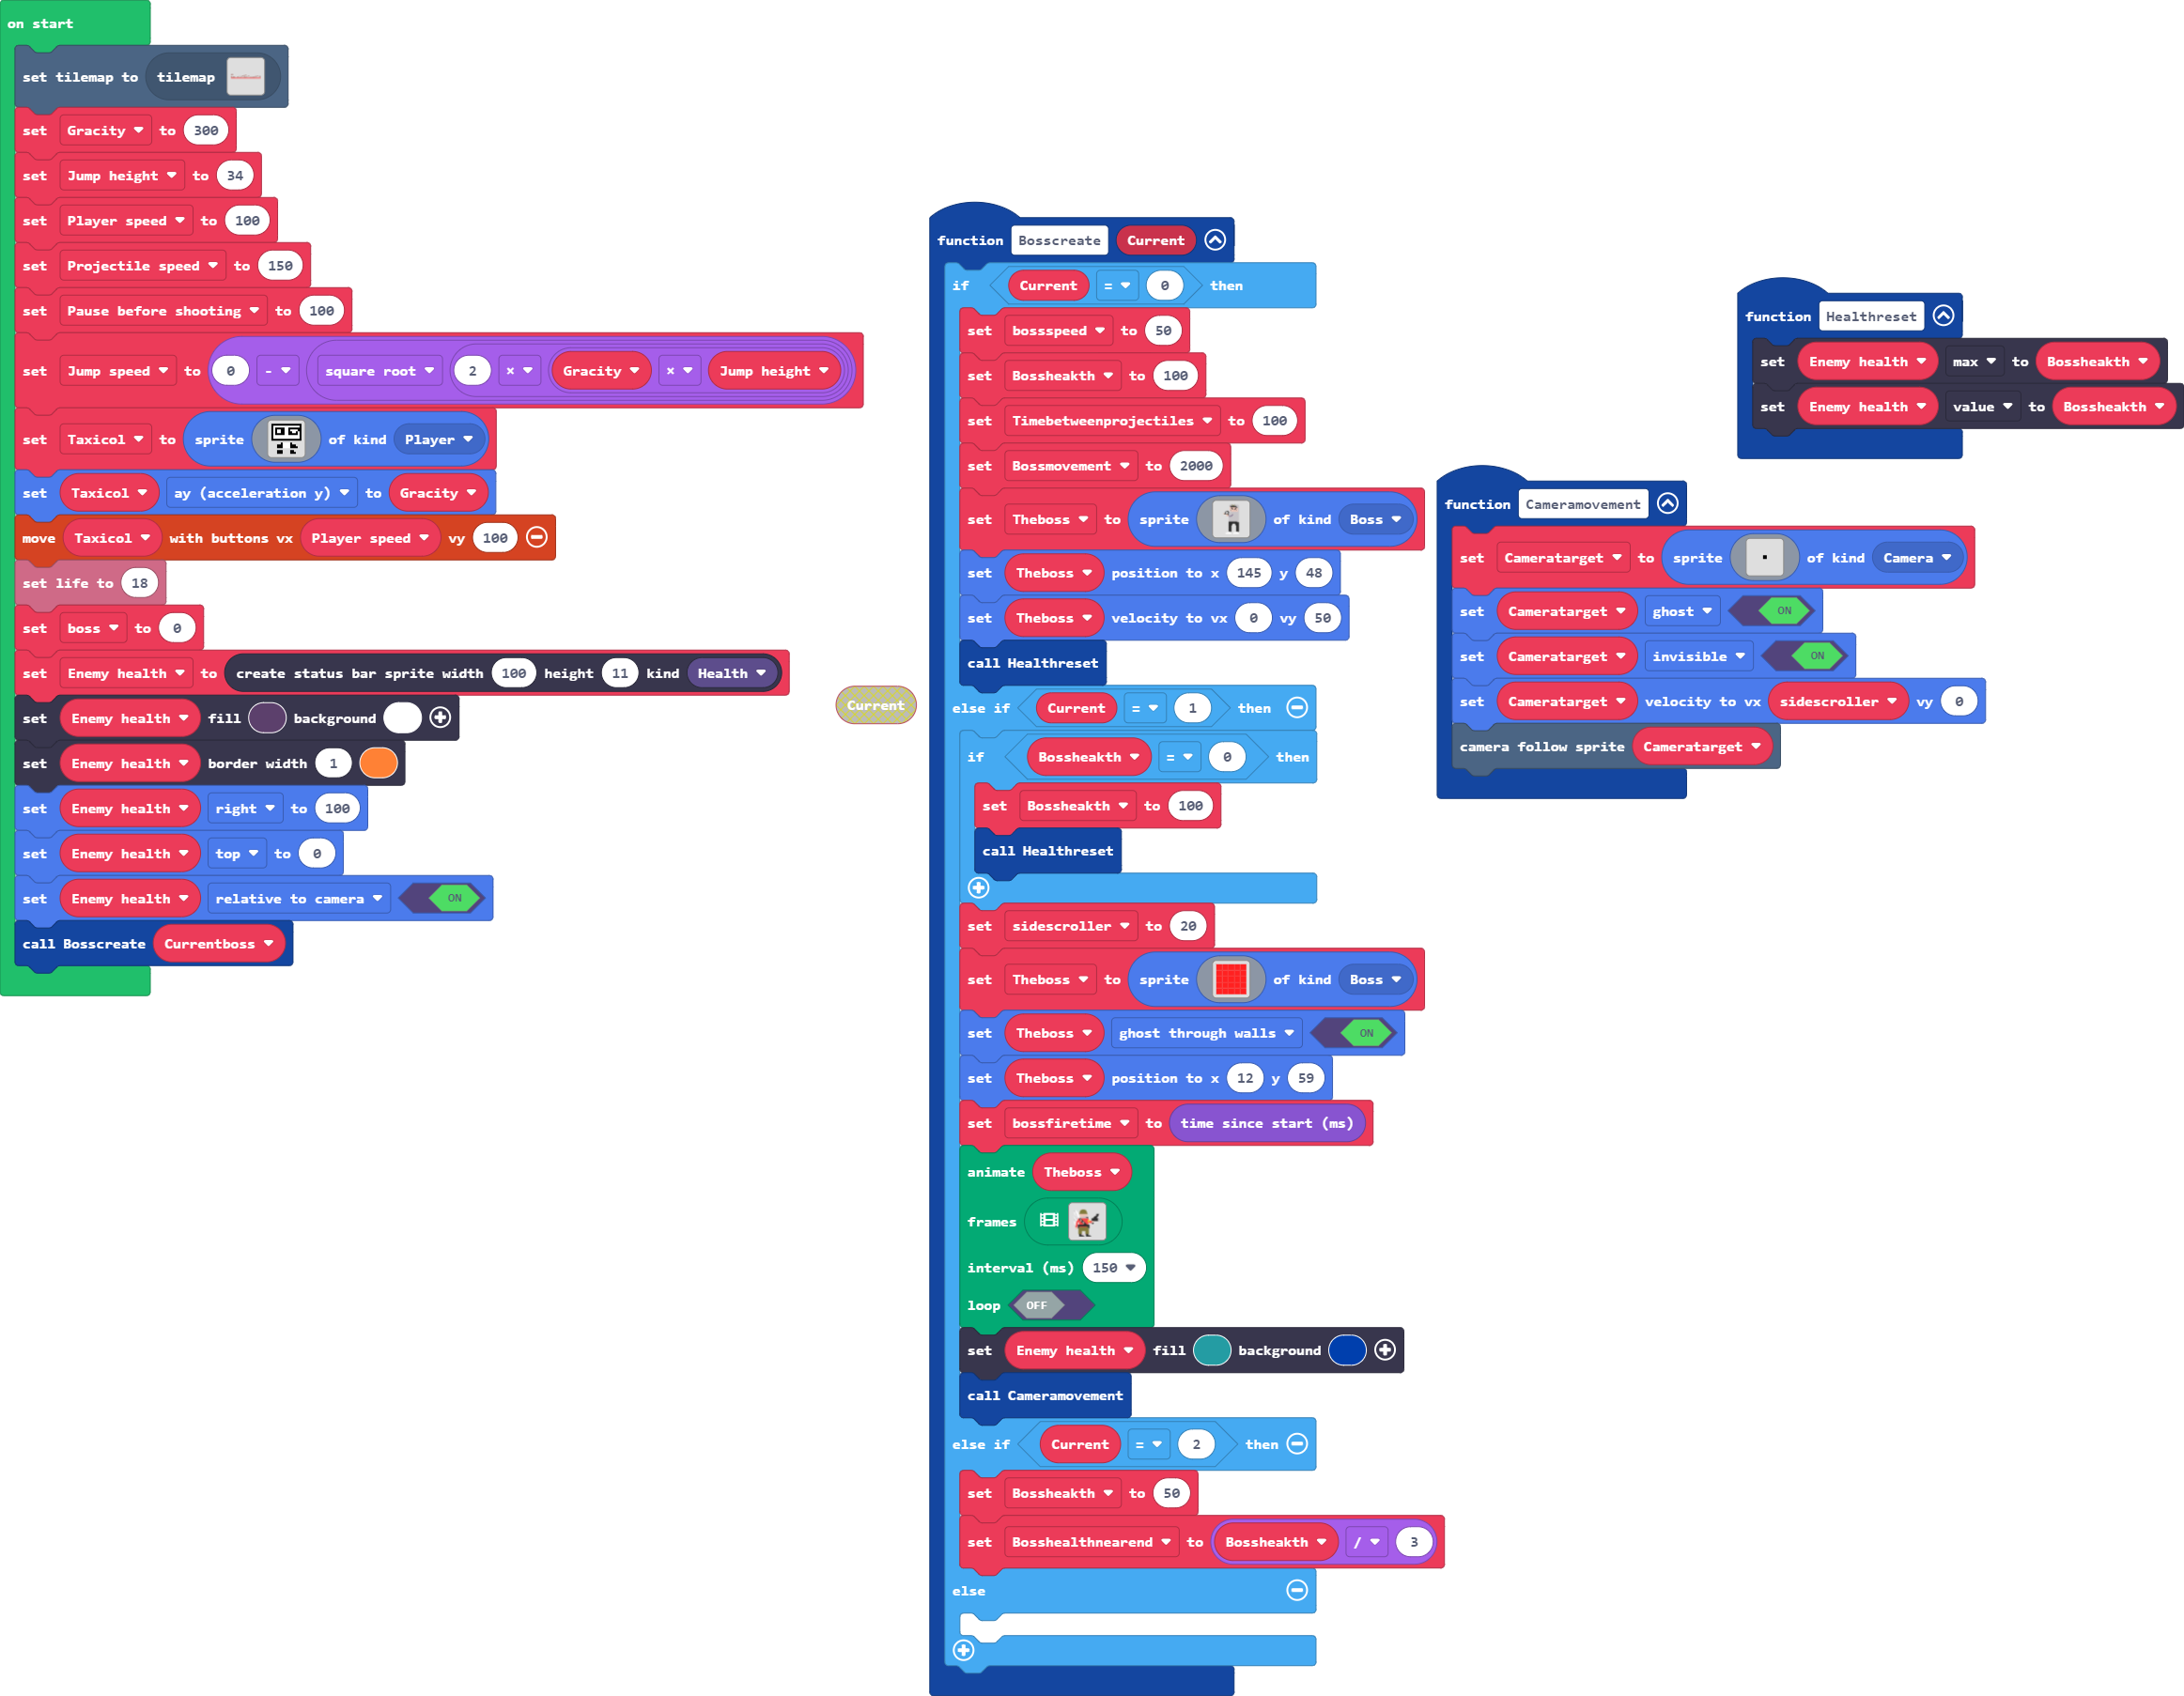 on start
set tilemap to tilemap
set Gracity to 300
set Jump height to 34
set Player speed to 100
set Projectile speed to 150
set Pause before shooting to 100
set Jump speed to 0 - square root 2 × Gracity × Jump height
set Taxicol to sprite of kind Player
set Taxicol ay (acceleration y) to Gracity
move Taxicol with buttons vx Player speed vy 100
set life to 18
set boss to 0
set Enemy health to create status bar sprite width 100 height 11 kind Health
set Enemy health fill background
set Enemy health border width 1
set Enemy health right to 100
set Enemy health top to 0
set Enemy health relative to camera ON
call Bosscreate Currentboss
Current
function Bosscreate Current
if Current = 0 then
set bossspeed to 50
set Bossheakth to 100
set Timebetweenprojectiles to 100
set Bossmovement to 2000
set Theboss to sprite of kind Boss
set Theboss position to x 145 y 48
set Theboss velocity to vx 0 vy 50
call Healthreset
else if Current = 1 then
if Bossheakth = 0 then
set Bossheakth to 100
call Healthreset
set sidescroller to 20
set Theboss to sprite of kind Boss
set Theboss ghost through walls ON
set Theboss position to x 12 y 59
set bossfiretime to time since start (ms)
animate Theboss
frames
interval (ms) 150
loop OFF
set Enemy health fill background
call Cameramovement
else if Current = 2 then
set Bossheakth to 50
set Bosshealthnearend to Bossheakth / 3
else
function Cameramovement
set Cameratarget to sprite of kind Camera
set Cameratarget ghost ON
set Cameratarget invisible ON
set Cameratarget velocity to vx sidescroller vy 0
camera follow sprite Cameratarget
function Healthreset
set Enemy health max to Bossheakth
set Enemy health value to Bossheakth